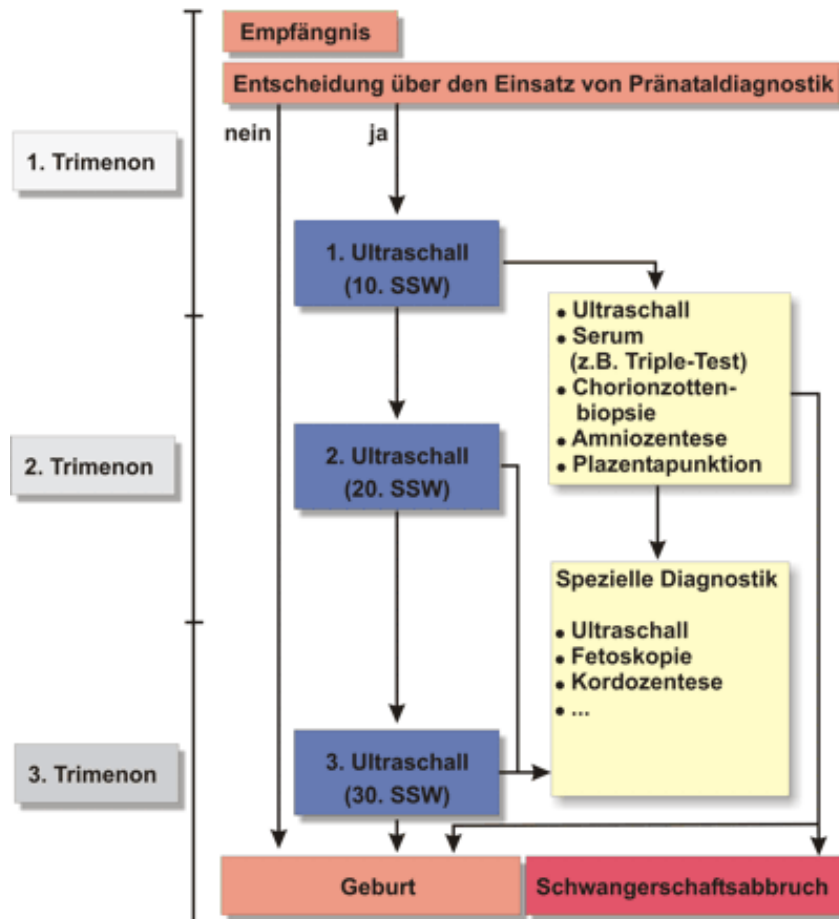 Empfängnis
Entscheidung über den Einsatz von Pränataldiagnostik
nein
ja
1. Trimenon
1. Ultraschall
(10. SSW)
• Ultraschall
• Serum
(z.B. Triple-Test)
• Chorionzotten-
biopsie
• Amniozentese
• Plazentapunktion
2. Trimenon
2. Ultraschall
(20. SSW)
Spezielle Diagnostik
• Ultraschall
• Fetoskopie
• Kordozentese
• ...
3. Trimenon
3. Ultraschall
(30. SSW)
Geburt
Schwangerschaftsabbruch